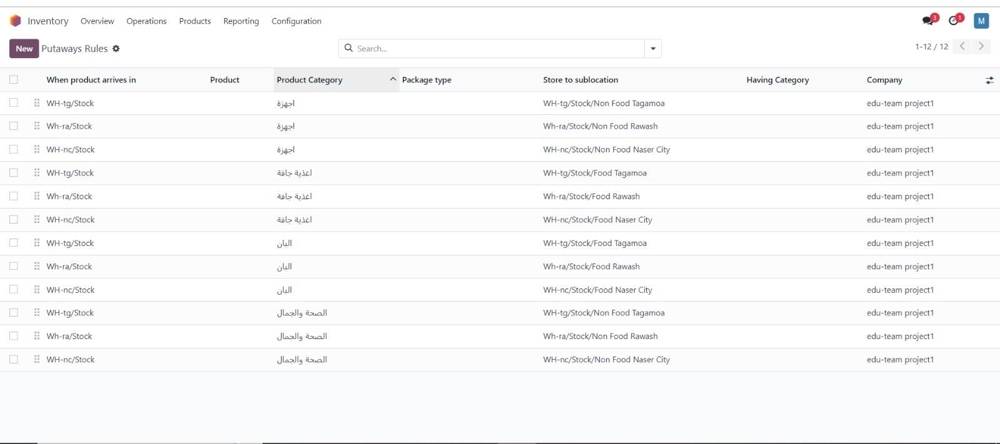 Inventory Overview Operations Products Reporting Configuration 3 1 M
New Putaways Rules Search... 1-12 / 12
When product arrives in Product Product Category Package type Store to sublocation Having Category Company
WH-tg/Stock اجهزة WH-tg/Stock/Non Food Tagamoa edu-team project1
Wh-ra/Stock اجهزة Wh-ra/Stock/Non Food Rawash edu-team project1
WH-nc/Stock اجهزة WH-nc/Stock/Non Food Naser City edu-team project1
WH-tg/Stock اغذية جافة WH-tg/Stock/Food Tagamoa edu-team project1
Wh-ra/Stock اغذية جافة Wh-ra/Stock/Food Rawash edu-team project1
WH-nc/Stock اغذية جافة WH-nc/Stock/Food Naser City edu-team project1
WH-tg/Stock البان WH-tg/Stock/Food Tagamoa edu-team project1
Wh-ra/Stock البان Wh-ra/Stock/Food Rawash edu-team project1
WH-nc/Stock البان WH-nc/Stock/Food Naser City edu-team project1
WH-tg/Stock الصحة والجمال WH-tg/Stock/Non Food Tagamoa edu-team project1
Wh-ra/Stock الصحة والجمال Wh-ra/Stock/Non Food Rawash edu-team project1
WH-nc/Stock الصحة والجمال WH-nc/Stock/Non Food Naser City edu-team project1